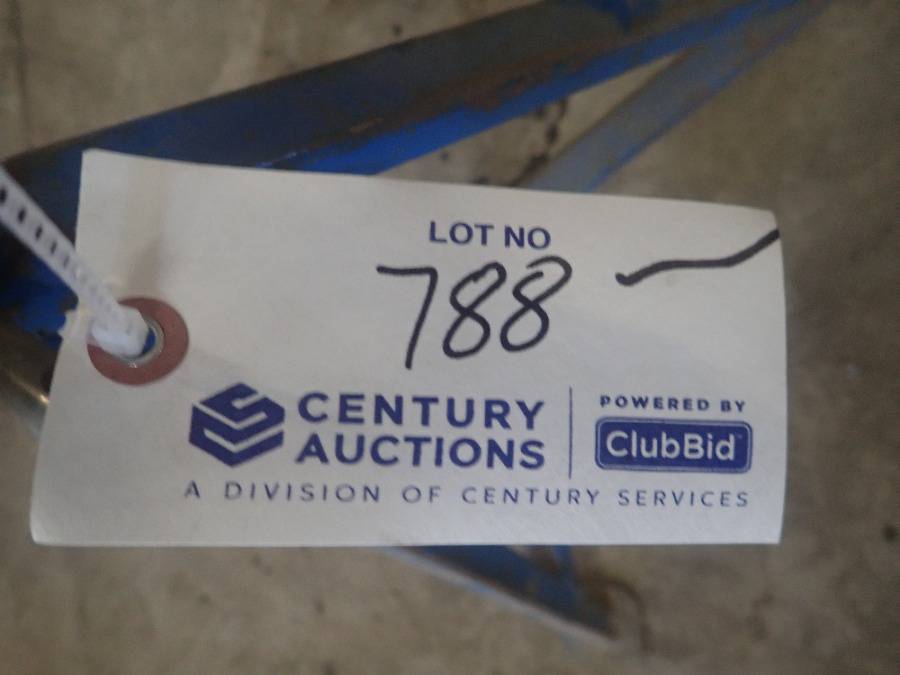 LOT NO
788
CENTURY
AUCTIONS
A DIVISION OF CENTURY SERVICES
POWERED BY
ClubBid